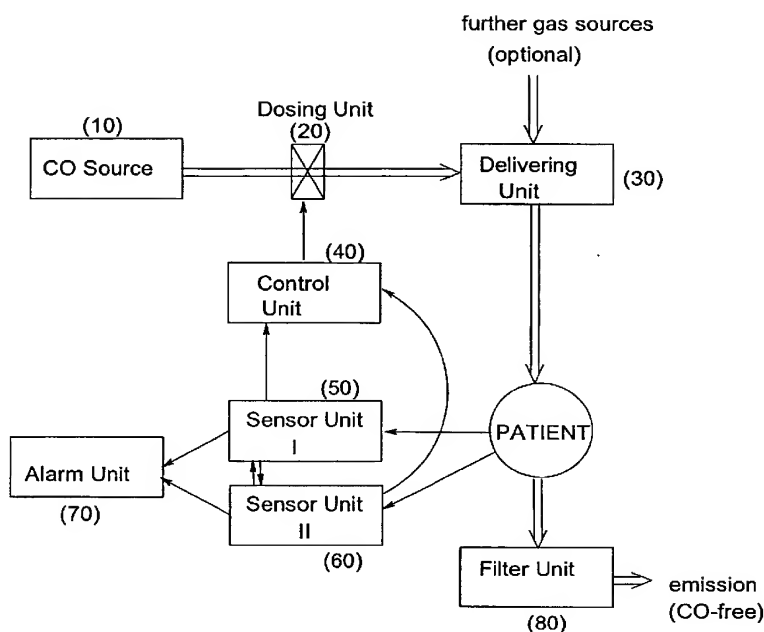 further gas sources
(optional)
Dosing Unit
(10)
(20)
CO Source
Delivering
Unit
(30)
(40)
Control
Unit
(50)
Sensor Unit
I
PATIENT
Alarm Unit
(70)
Sensor Unit
II
(60)
Filter Unit
(80)
emission
(CO-free)